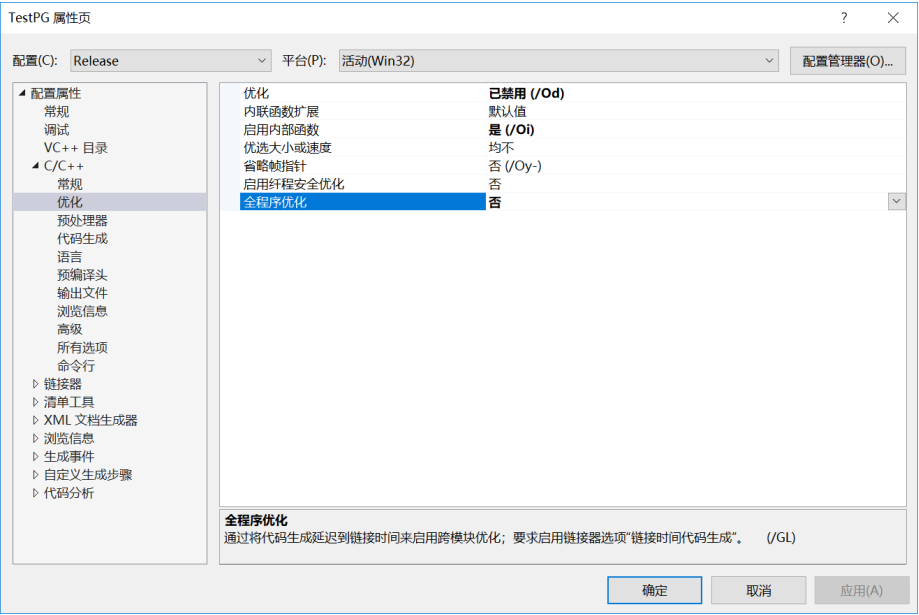 TestPG 属性页
配置(C): Release 平台(P): 活动(Win32) 配置管理器(O)...
配置属性
常规
调试
VC++ 目录
C/C++
常规
优化
预处理器
代码生成
语言
预编译头
输出文件
浏览信息
高级
所有选项
命令行
链接器
清单工具
XML 文档生成器
浏览信息
生成事件
自定义生成步骤
代码分析
优化 已禁用 (/Od)
内联函数扩展 默认值
启用内部函数 是 (/Oi)
优选大小或速度 均不
省略帧指针 否 (/Oy-)
启用纤程安全优化 否
全程序优化 否
全程序优化
通过将代码生成延迟到链接时间来启用跨模块优化；要求启用链接器选项“链接时间代码生成”。 (/GL)
确定 取消 应用(A)